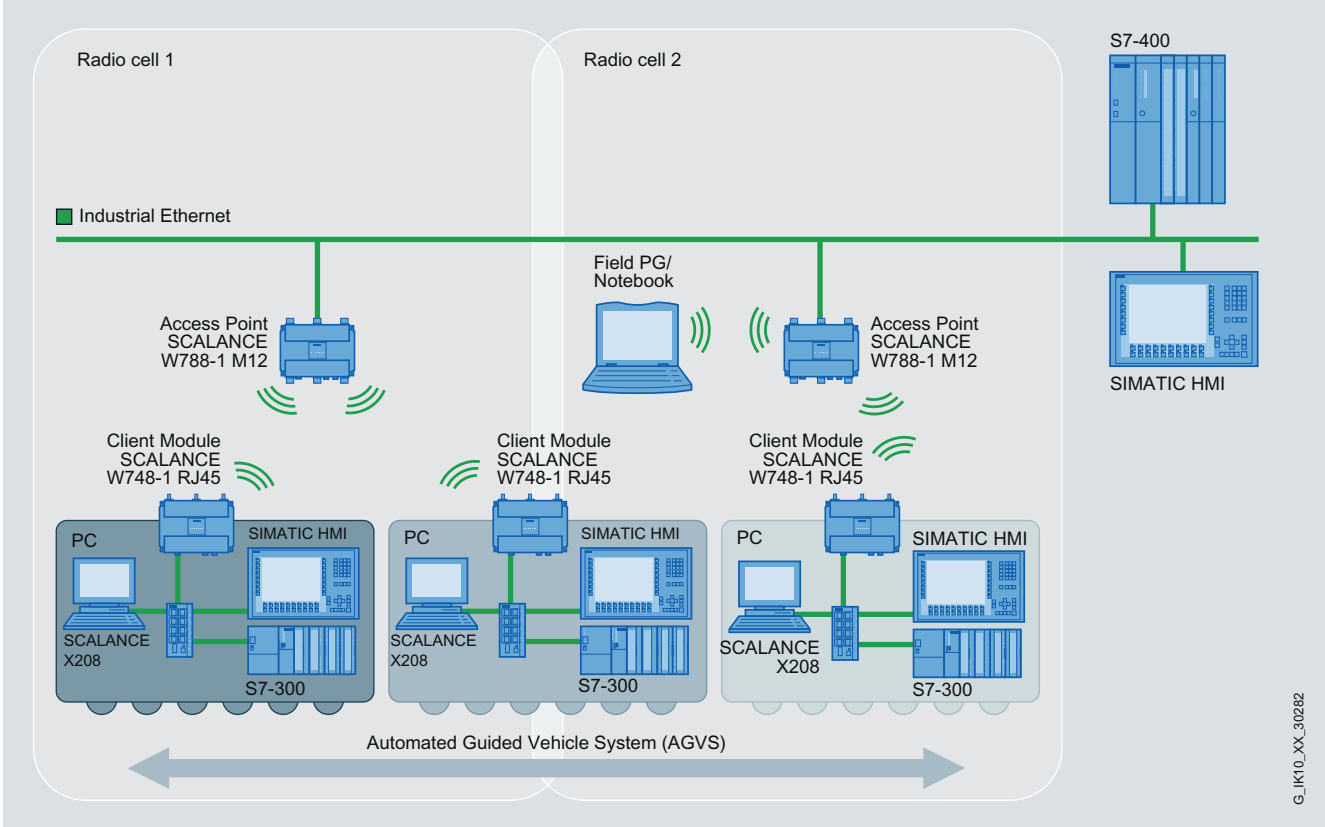 Radio cell 1
Radio cell 2
S7-400
Industrial Ethernet
Field PG/
Notebook
Access Point
SCALANCE
W788-1 M12
Access Point
SCALANCE
W788-1 M12
SIMATIC HMI
Client Module
SCALANCE
W748-1 RJ45
Client Module
SCALANCE
W748-1 RJ45
Client Module
SCALANCE
W748-1 RJ45
PC
SIMATIC HMI
SCALANCE
X208
S7-300
PC
SIMATIC HMI
SCALANCE
X208
S7-300
PC
SIMATIC HMI
SCALANCE
X208
S7-300
Automated Guided Vehicle System (AGVS)
G_IK10_XX_30282